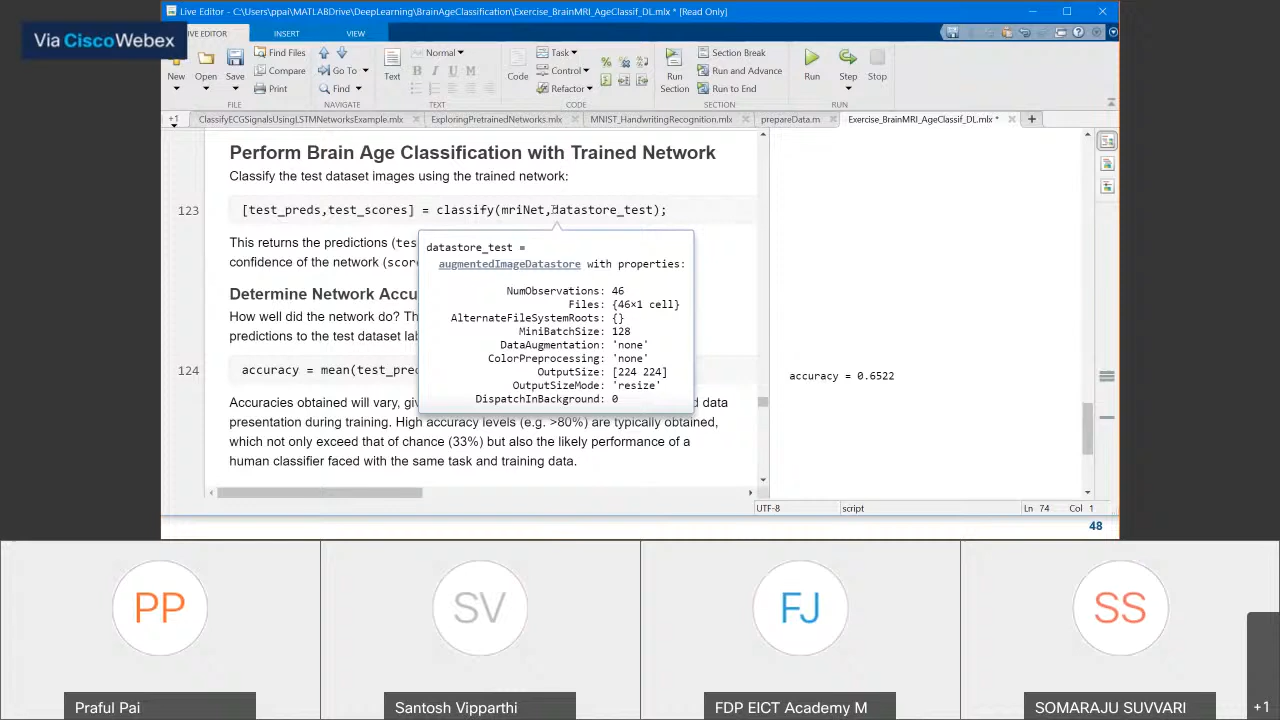 Live Editor - C:\Users\ppai\MATLABDrive\DeepLearning\BrainAgeClassification\Exercise_BrainMRI_AgeClassif_DL.mlx * [Read Only]
Via Cisco Webex
VE EDITOR INSERT VIEW
New Open Save Find Files Compare Print
FILE
Go To Find
NAVIGATE
Text Normal B I U M
TEXT
Code Task Control Refactor
CODE
Run Section Section Break Run and Advance Run to End
SECTION
Run Step Stop
RUN
+1 ClassifyECGSignalsUsingLSTMNetworksExample.mlx ExploringPretrainedNetworks.mlx MNIST_HandwritingRecognition.mlx prepareData.m Exercise_BrainMRI_AgeClassif_DL.mlx *
Perform Brain Age Classification with Trained Network
Classify the test dataset images using the trained network:
123 [test_preds,test_scores] = classify(mriNet,datastore_test);
This returns the predictions (tes
confidence of the network (scor
Determine Network Accu
How well did the network do? Th
predictions to the test dataset lab
124 accuracy = mean(test_pred
datastore_test =
augmentedImageDatastore with properties:
NumObservations: 46
Files: {46×1 cell}
AlternateFileSystemRoots: {}
MiniBatchSize: 128
DataAugmentation: 'none'
ColorPreprocessing: 'none'
OutputSize: [224 224]
OutputSizeMode: 'resize'
DispatchInBackground: 0
accuracy = 0.6522
Accuracies obtained will vary, giv d data
presentation during training. High accuracy levels (e.g. >80%) are typically obtained,
which not only exceed that of chance (33%) but also the likely performance of a
human classifier faced with the same task and training data.
UTF-8 script Ln 74 Col 1
48
PP SV FJ SS
Praful Pai Santosh Vipparthi FDP EICT Academy M SOMARAJU SUVVARI +1